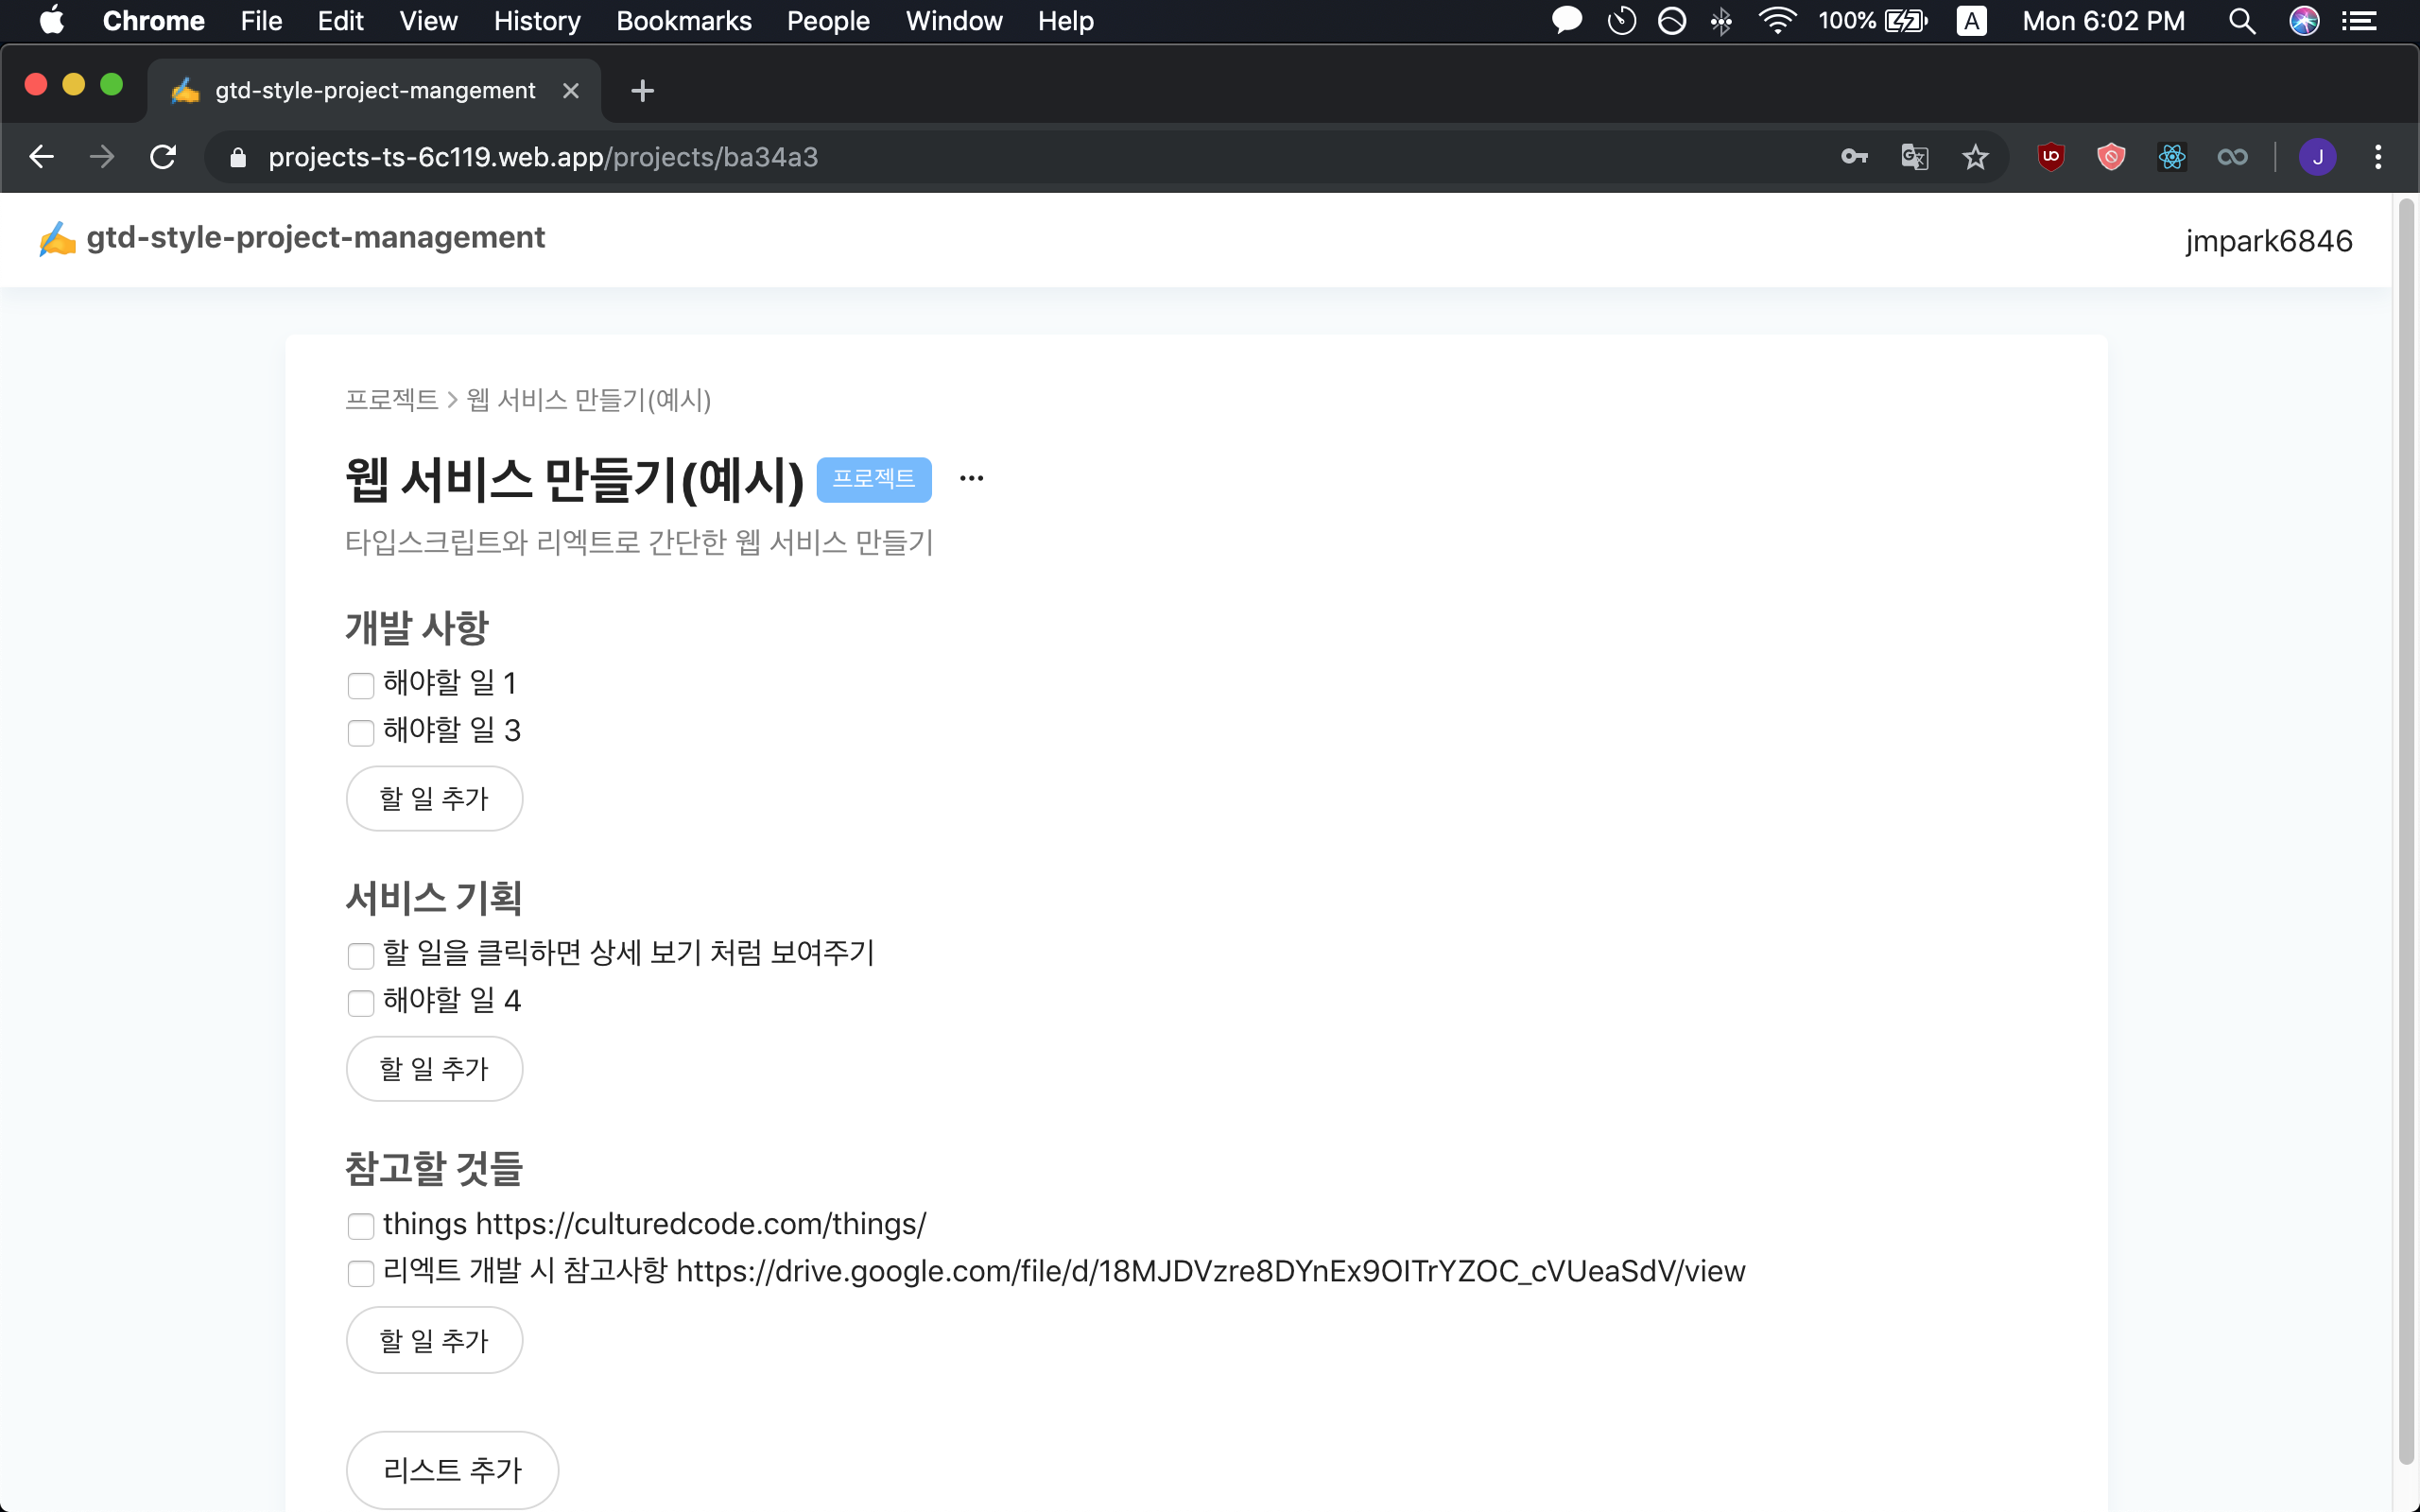 Chrome File Edit View History Bookmarks People Window Help 100% A Mon 6:02 PM
gtd-style-project-mangement
projects-ts-6c119.web.app/projects/ba34a3 J
✍️ gtd-style-project-management jmpark6846
프로젝트 > 웹 서비스 만들기(예시)
웹 서비스 만들기(예시) 프로젝트 ···
타입스크립트와 리엑트로 간단한 웹 서비스 만들기
개발 사항
해야할 일 1
해야할 일 3
할 일 추가
서비스 기획
할 일을 클릭하면 상세 보기 처럼 보여주기
해야할 일 4
할 일 추가
참고할 것들
things https://culturedcode.com/things/
리엑트 개발 시 참고사항 https://drive.google.com/file/d/18MJDVzre8DYnEx9OITrYZOC_cVUeaSdV/view
할 일 추가
리스트 추가